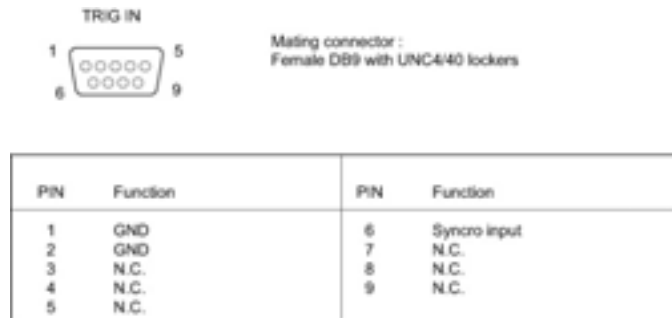 TRIG IN
1 5
6 9
Mating connector :
Female DB9 with UNC4/40 lockers
PIN Function PIN Function
1 GND 6 Syncro input
2 GND 7 N.C.
3 N.C. 8 N.C.
4 N.C. 9 N.C.
5 N.C.